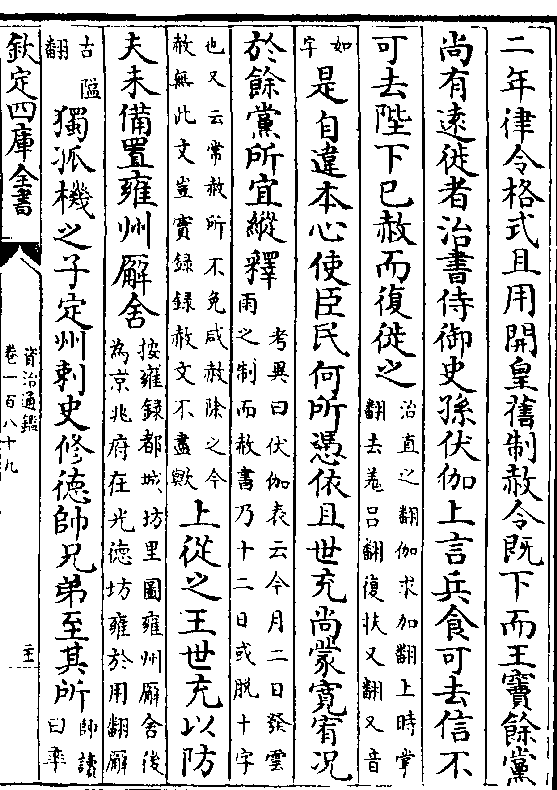 二年律令格式且用開皇舊制赦令既下而王竇餘黨
尚有遠徙者治書侍御史孫伏伽上言兵食可去信不
可去陛下已赦而復徙之
治直之翻伽求加翻上時掌
翻去羌呂翻復扶又翻又音
如
字
是自違本心使臣民何所憑依且世充尚蒙寛宥况
於餘黨所宜縱釋
考異曰伏伽表云今月二日發雲
雨之制而赦書乃十二日或脱十字
也又云常赦所不免咸赦除之今
赦無此文豈實録録赦文不盡歟
上從之王世充以防
夫未備置雍州廨舍
按雍録都城坊里圖雍州廨舍後
為京兆府在光德坊雍於用翻廨
古隘
翻
獨孤機之子定州刺史修德帥兄弟至其所
帥讀
曰率
欽定四庫全書
資治通鑑
卷一百八十九